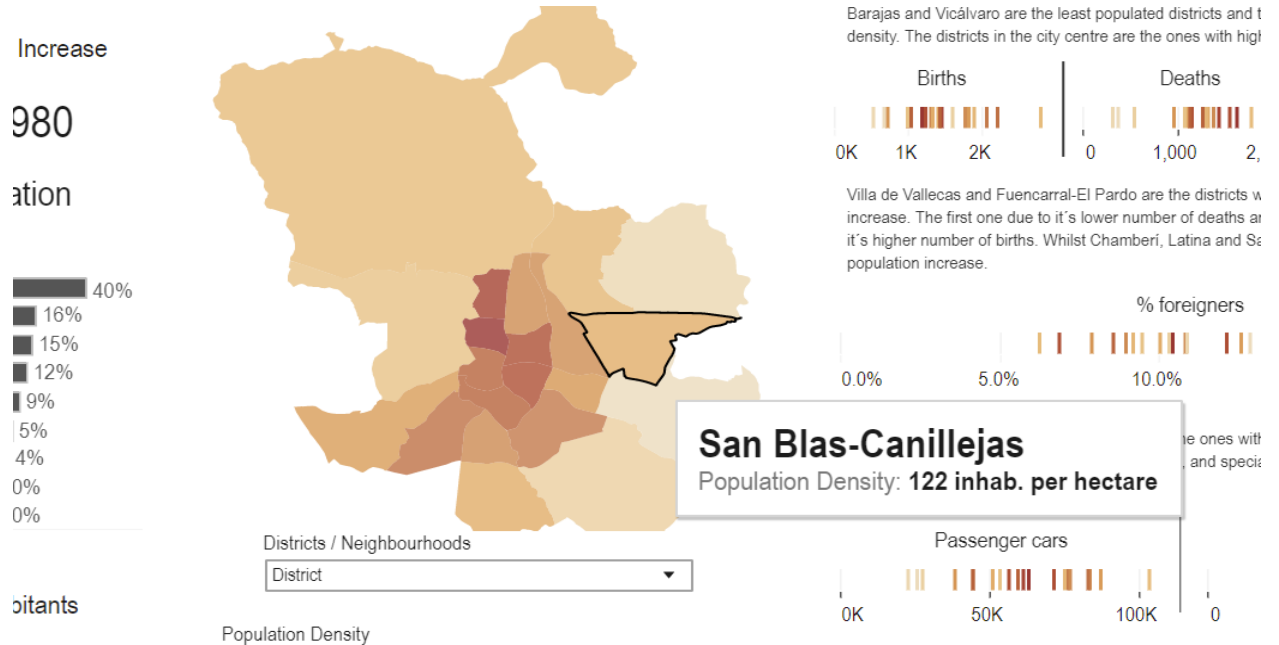 Increase
980
ation
40%
16%
15%
12%
9%
5%
4%
0%
0%
bitants
Districts / Neighbourhoods
District
Population Density
San Blas-Canillejas
Population Density: 122 inhab. per hectare
Barajas and Vicálvaro are the least populated districts and t
density. The districts in the city centre are the ones with high
Births
Deaths
0K 1K 2K
0 1,000 2,
Villa de Vallecas and Fuencarral-El Pardo are the districts w
increase. The first one due to it´s lower number of deaths an
it´s higher number of births. Whilst Chamberí, Latina and Sa
population increase.
% foreigners
0.0% 5.0% 10.0%
ne ones with
, and specia
Passenger cars
0K 50K 100K 0